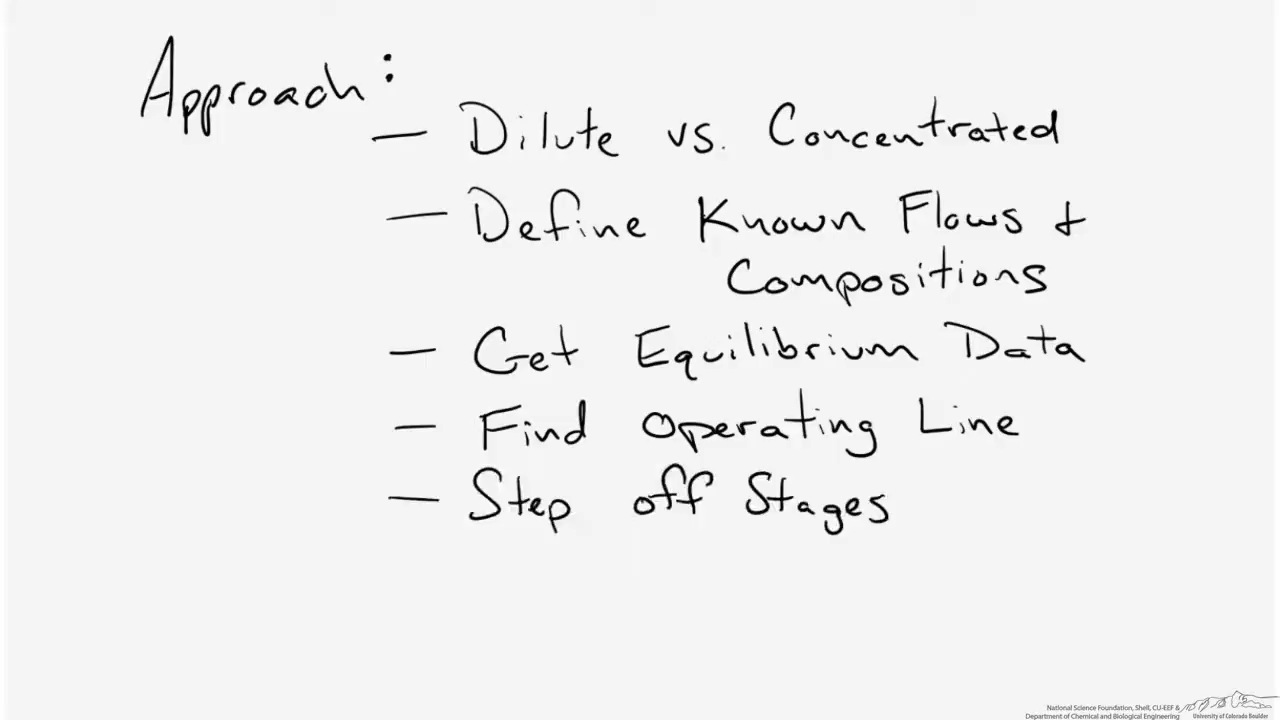 Approach:
— Dilute vs. Concentrated
— Define Known Flows +
Compositions
— Get Equilibrium Data
— Find Operating Line
— Step off Stages
National Science Foundation, Shell, CU-EEF &
Department of Chemical and Biological Engineering
University of Colorado Boulder